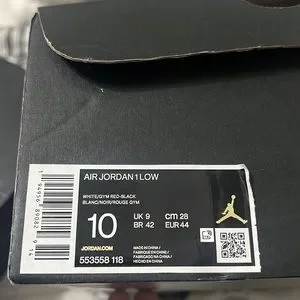 AIR JORDAN 1 LOW
WHITE/GYM RED-BLACK
BLANC/NOIR/ROUGE GYM
10
UK 9
CM 28
BR 42
EUR 44
JORDAN.COM
553558 118
MADE IN CHINA /
FABRIQUÉ EN CHINE /
HECHO EN CHINA